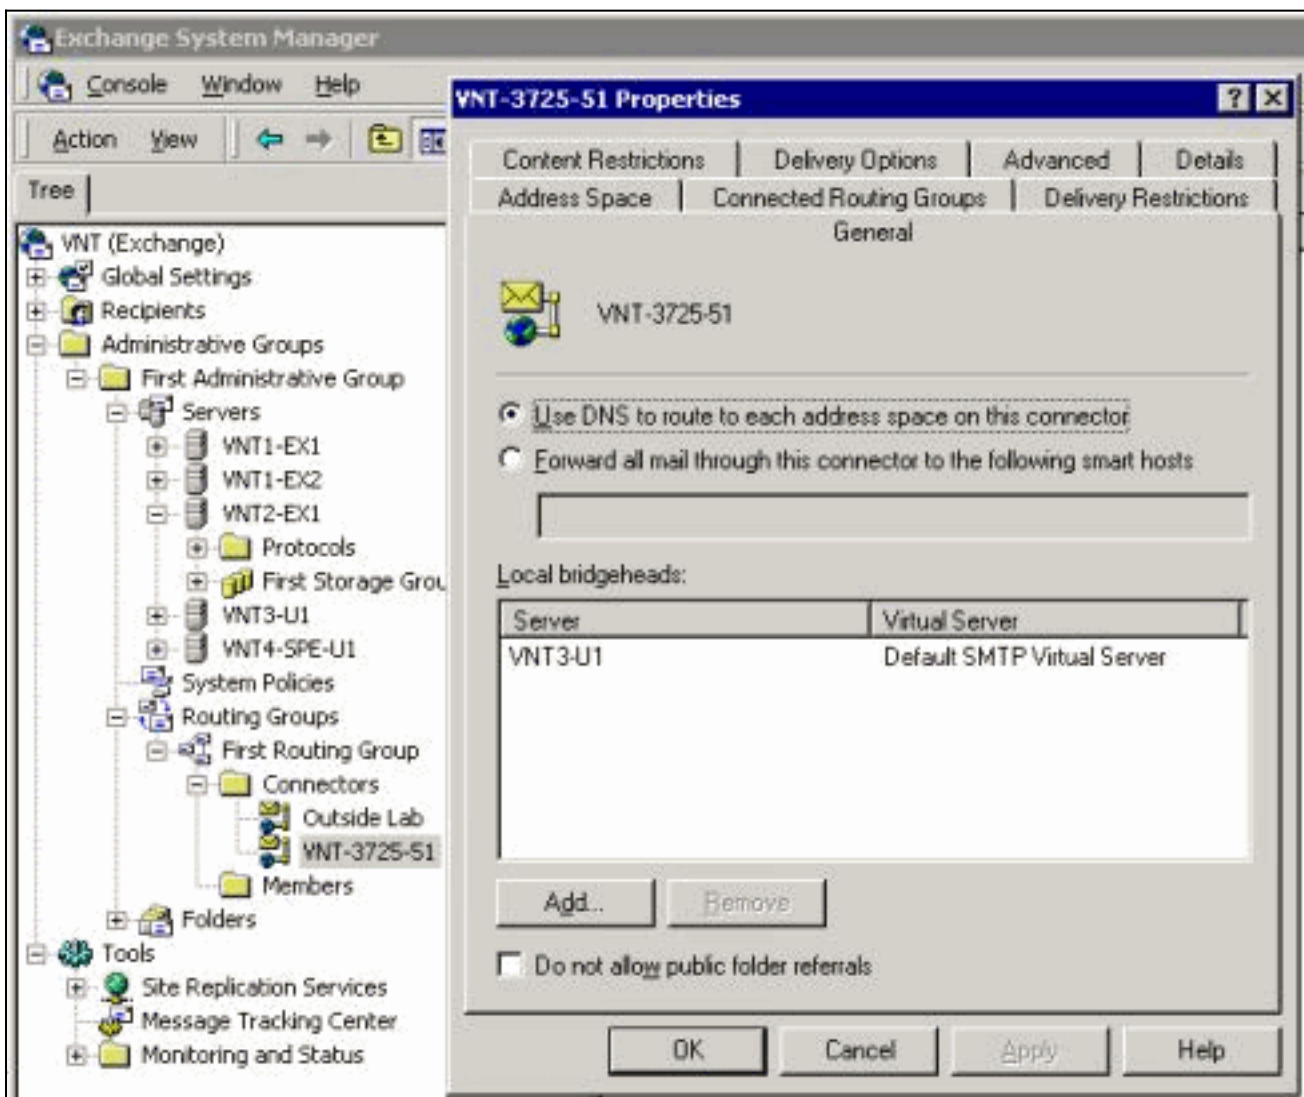 Exchange System Manager
Console Window Help
Action View
Tree
VNT (Exchange)
Global Settings
Recipients
Administrative Groups
First Administrative Group
Servers
VNT1-EX1
VNT1-EX2
VNT2-EX1
Protocols
First Storage Grou
VNT3-U1
VNT4-SPE-U1
System Policies
Routing Groups
First Routing Group
Connectors
Outside Lab
VNT-3725-51
Members
Folders
Tools
Site Replication Services
Message Tracking Center
Monitoring and Status
VNT-3725-51 Properties
Content Restrictions Delivery Options Advanced Details
Address Space Connected Routing Groups Delivery Restrictions
General
VNT-3725-51
Use DNS to route to each address space on this connector
Forward all mail through this connector to the following smart hosts
Local bridgeheads:
Server Virtual Server
VNT3-U1 Default SMTP Virtual Server
Add... Remove
Do not allow public folder referrals
OK Cancel Apply Help